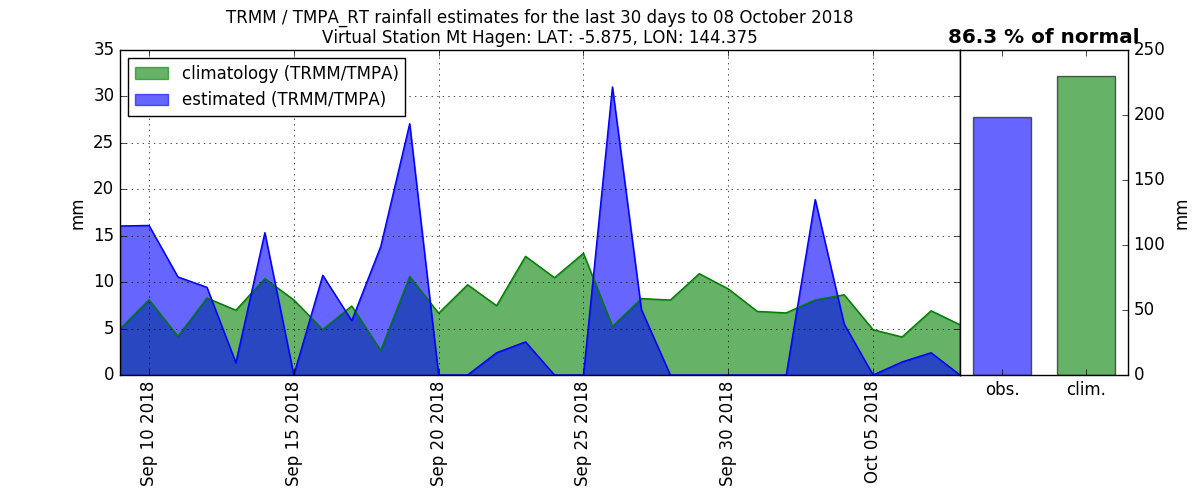 TRMM / TMPA_RT rainfall estimates for the last 30 days to 08 October 2018
Virtual Station Mt Hagen: LAT: -5.875, LON: 144.375
86.3 % of normal
climatology (TRMM/TMPA)
estimated (TRMM/TMPA)
mm
35
30
25
20
15
10
5
0
Sep 10 2018
Sep 15 2018
Sep 20 2018
Sep 25 2018
Sep 30 2018
Oct 05 2018
obs.
clim.
250
200
150
100
50
0
mm